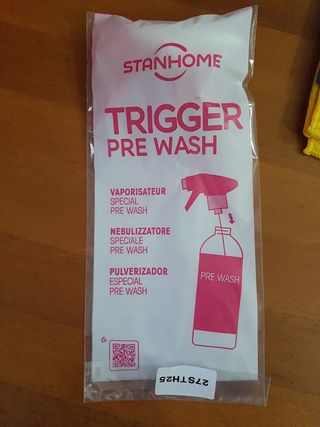 STANHOME
TRIGGER
PRE WASH
VAPORISATEUR
SPECIAL
PRE WASH
NEBULIZZATORE
SPECIALE
PRE WASH
PULVERIZADOR
ESPECIAL
PRE WASH
PRE WASH
27STH25